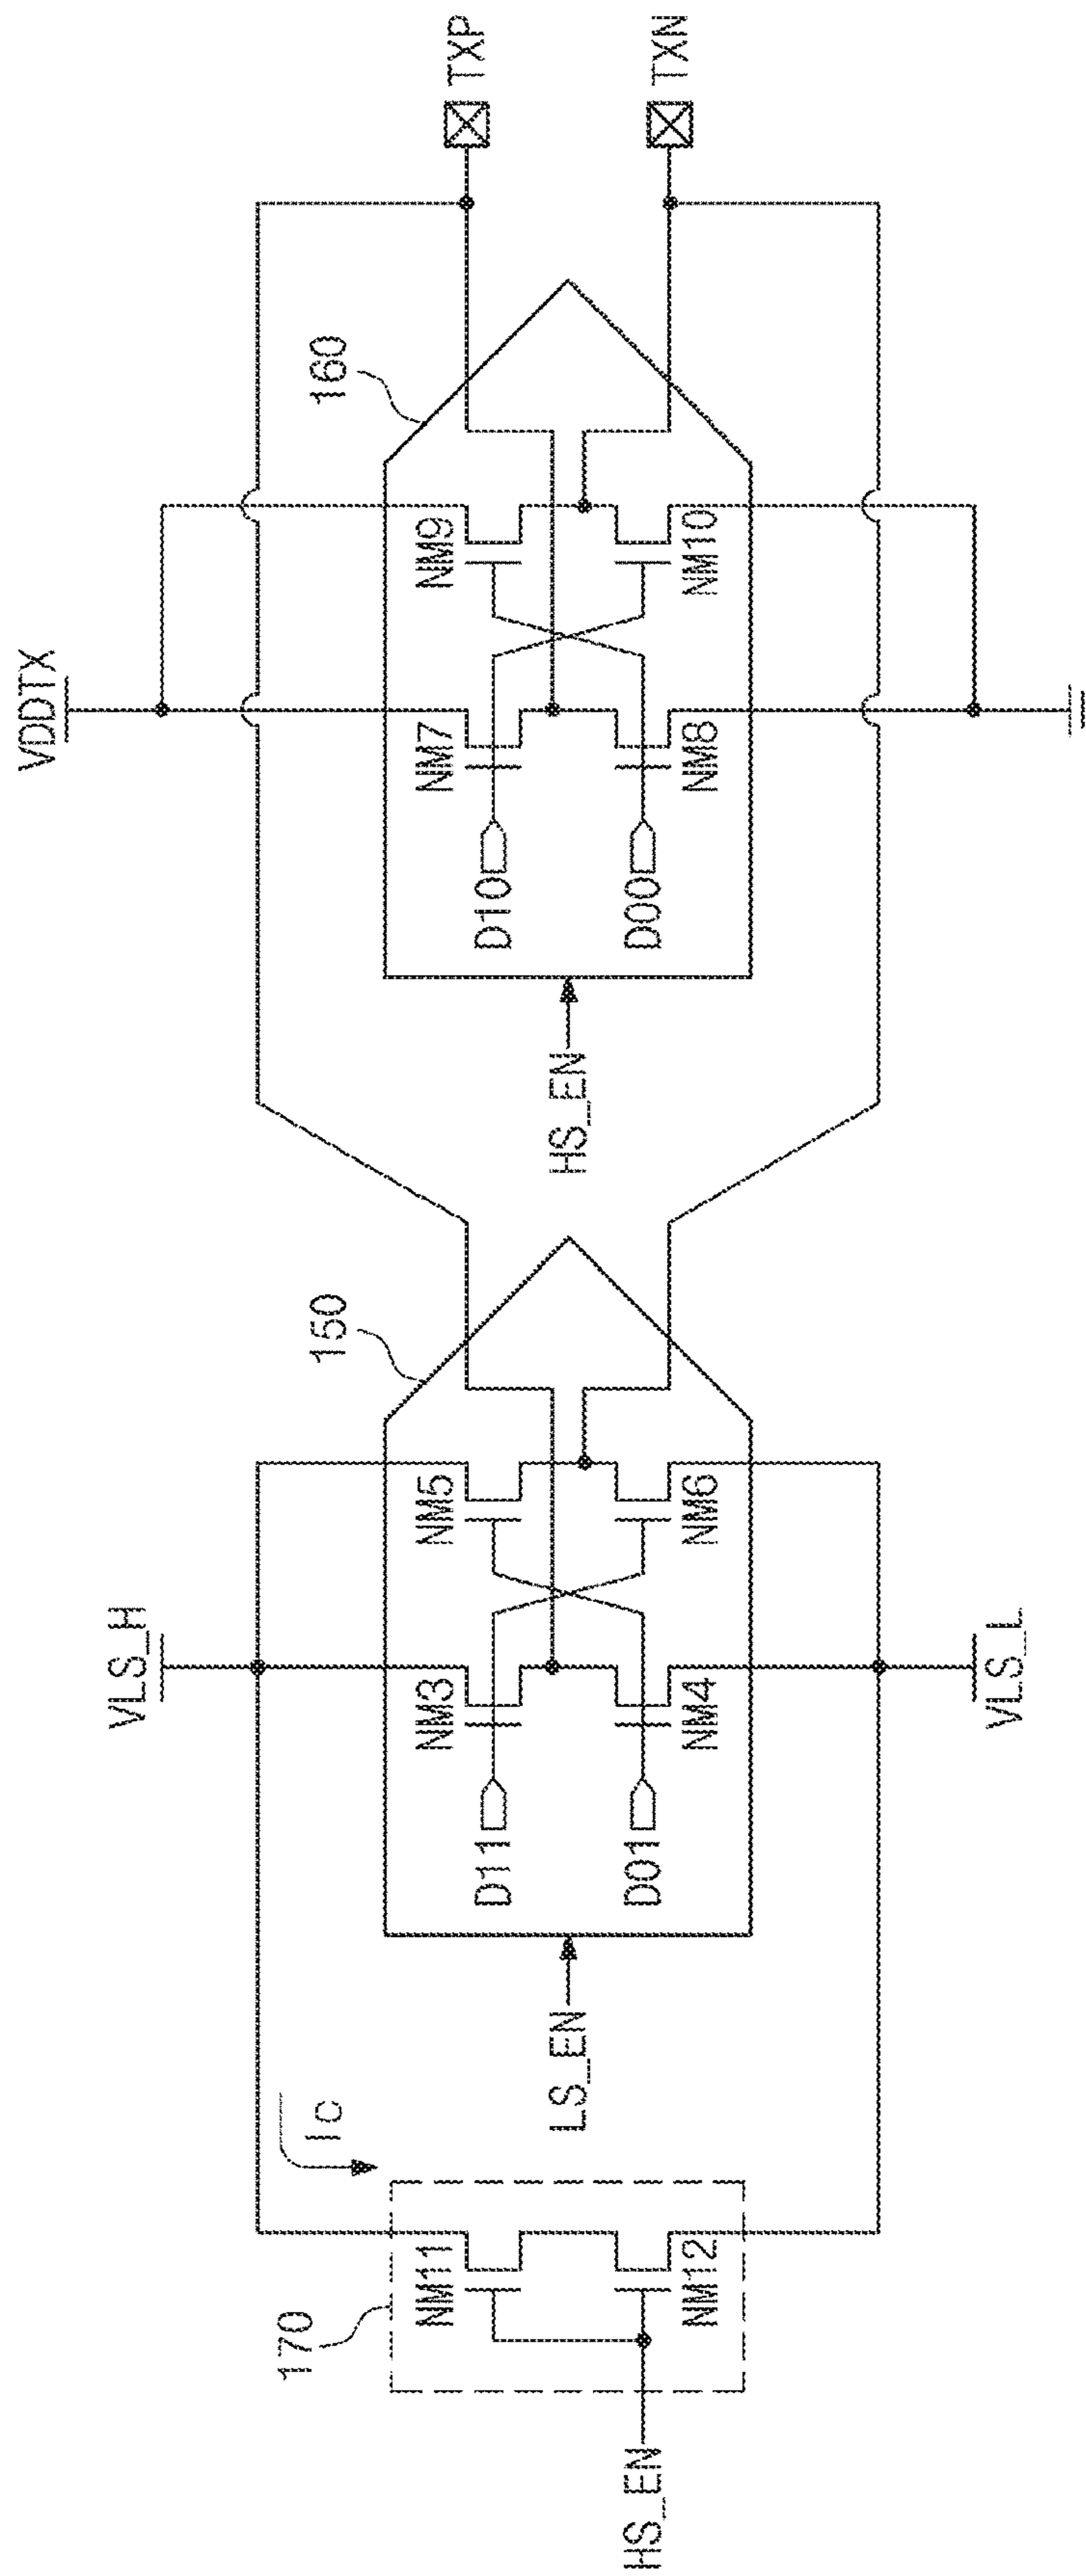 VDDTX
VLS_H
170
Ic
150
160
NM11
NM3
NM5
NM7
NM9
TXP
D11
D10
LS_EN
HS_EN
D01
D00
HS_EN
NM12
NM4
NM6
NM8
NM10
TXN
VLS_L